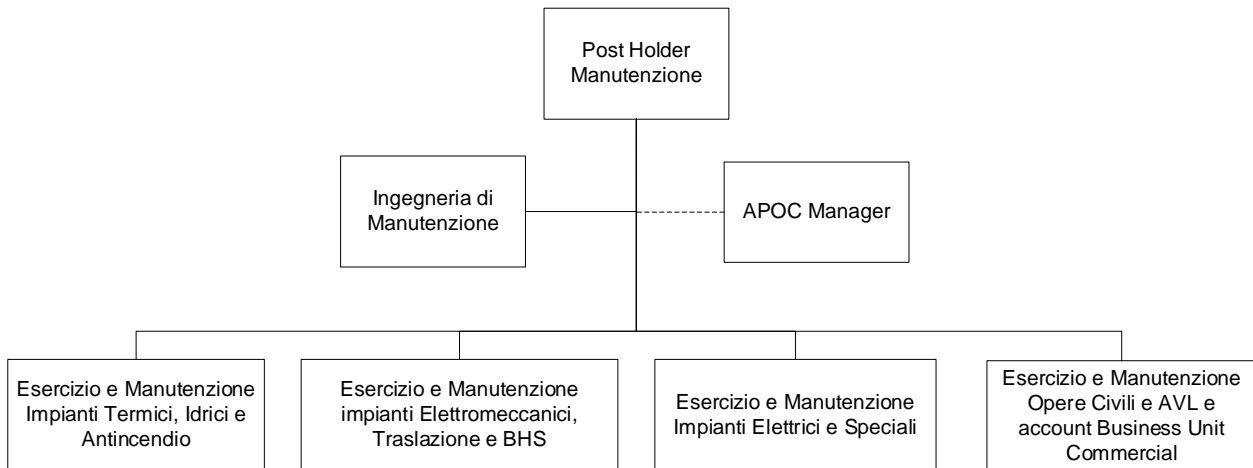 Post Holder
Manutenzione
Ingegneria di
Manutenzione
APOC Manager
Esercizio e Manutenzione
Impianti Termici, Idrici e
Antincendio
Esercizio e Manutenzione
impianti Elettromeccanici,
Traslazione e BHS
Esercizio e Manutenzione
Impianti Elettrici e Speciali
Esercizio e Manutenzione
Opere Civili e AVL e
account Business Unit
Commercial